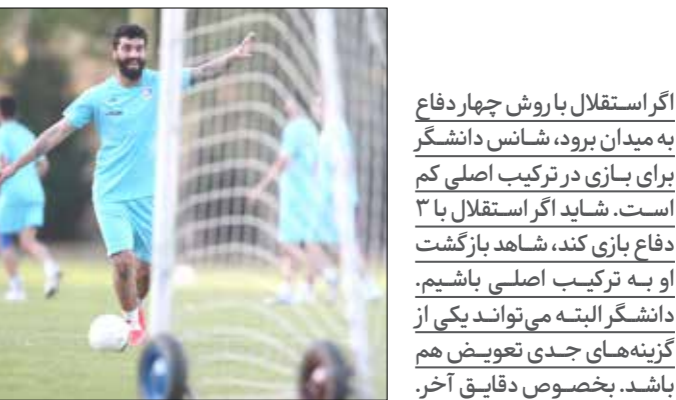 اگر استقلال با روش چهار دفاع
به میدان برود، شانس دانشگر
برای بازی در ترکیب اصلی کم
است. شاید اگر استقلال با ۳
دفاع بازی کند، شاهد بازگشت
او به ترکیب اصلی باشیم.
دانشگر البته می‌تواند یکی از
گزینه‌های جدی تعویض هم
باشد. بخصوص دقایق آخر.